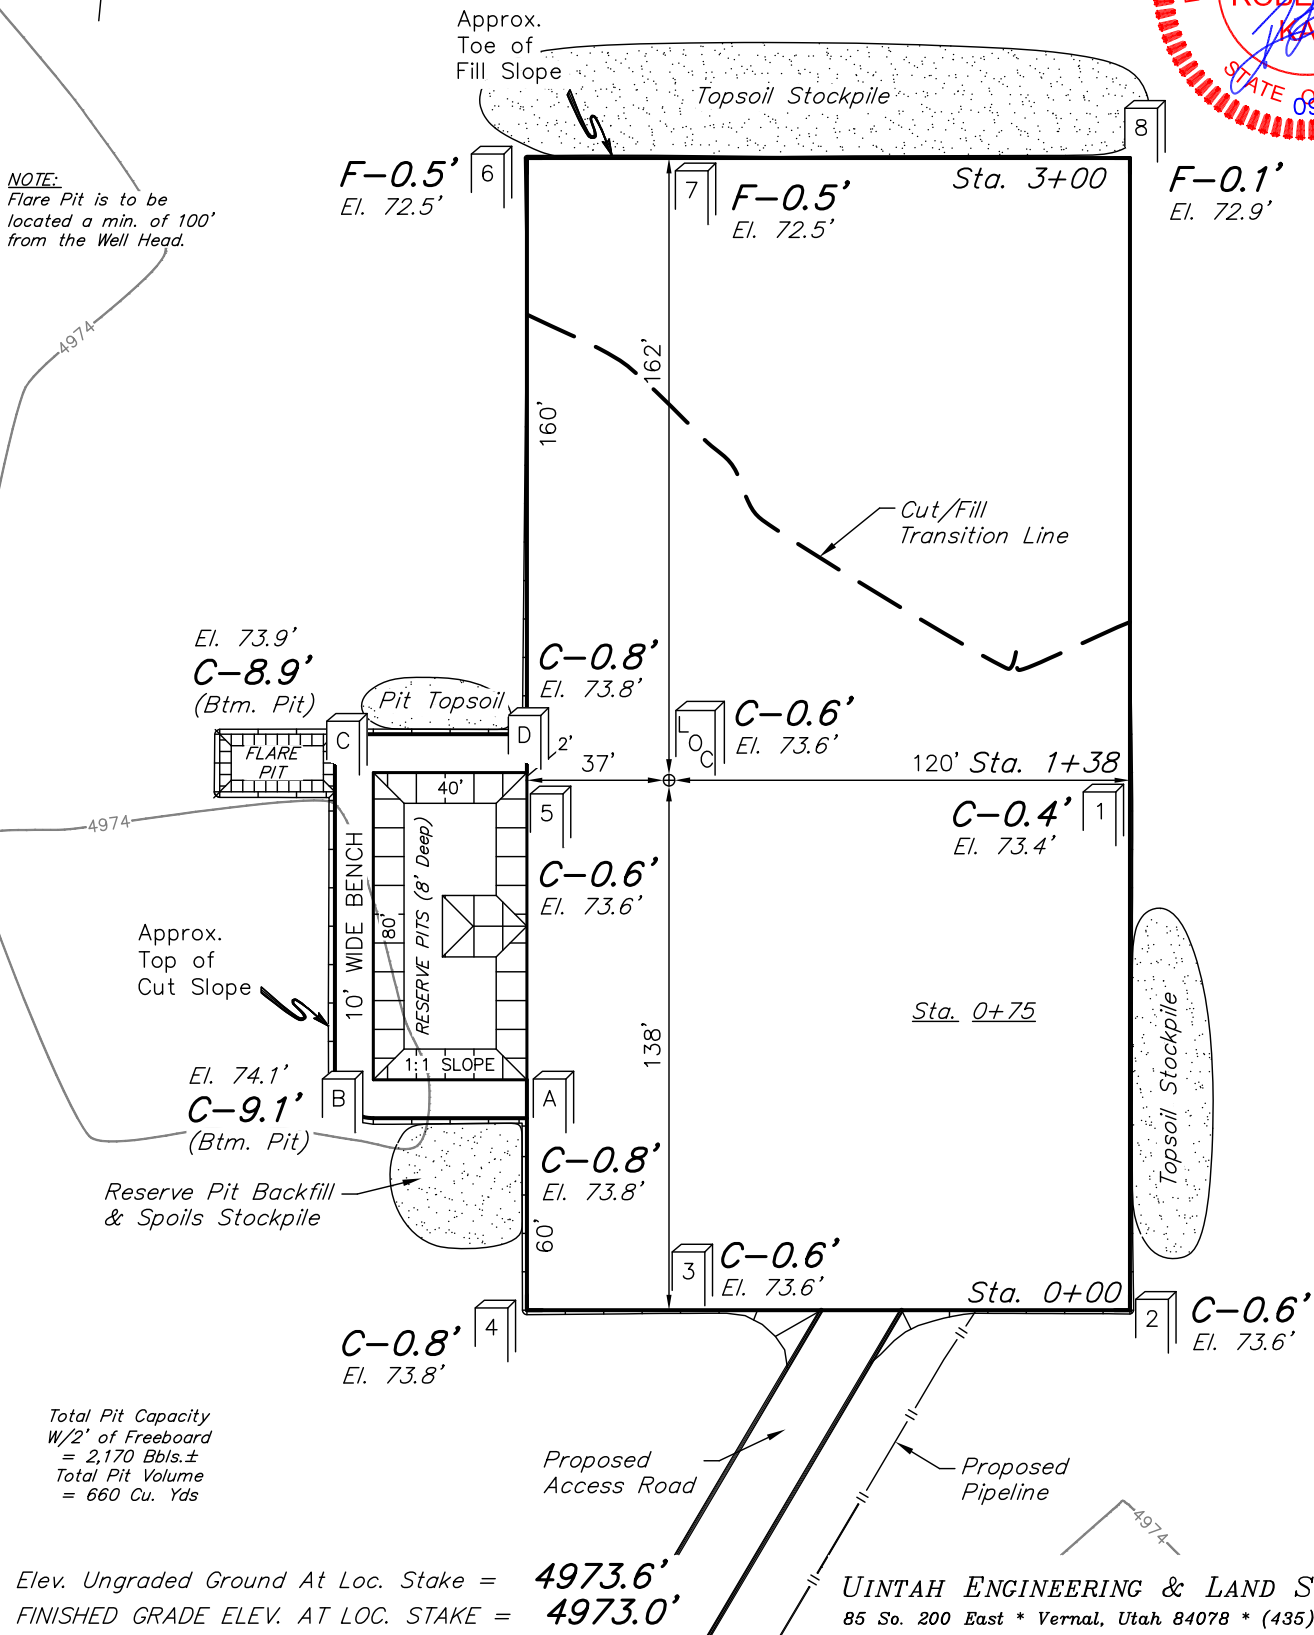 Approx.
Toe of
Fill Slope
Topsoil Stockpile
STATE
NOTE:
Flare Pit is to be
located a min. of 100'
from the Well Head.
F-0.5'
El. 72.5'
6
7
F-0.5'
El. 72.5'
Sta. 3+00
8
F-0.1'
El. 72.9'
4974
162'
160'
Cut/Fill
Transition Line
El. 73.9'
C-8.9'
(Btm. Pit)
C-0.8'
El. 73.8'
Pit Topsoil
C
D
FLARE
PIT
LOC
C-0.6'
El. 73.6'
2'
37'
120'
Sta. 1+38
40'
5
C-0.4'
El. 73.4'
1
4974
10' WIDE BENCH
80'
RESERVE PITS (8' Deep)
C-0.6'
El. 73.6'
Approx.
Top of
Cut Slope
138'
Sta. 0+75
Topsoil Stockpile
1:1 SLOPE
El. 74.1'
C-9.1'
(Btm. Pit)
B
A
C-0.8'
El. 73.8'
Reserve Pit Backfill
& Spoils Stockpile
60'
3
C-0.6'
El. 73.6'
Sta. 0+00
2
C-0.6'
El. 73.6'
4
C-0.8'
El. 73.8'
Total Pit Capacity
W/2' of Freeboard
= 2,170 Bbls.±
Total Pit Volume
= 660 Cu. Yds
Proposed
Access Road
Proposed
Pipeline
4974
Elev. Ungraded Ground At Loc. Stake = 4973.6'
FINISHED GRADE ELEV. AT LOC. STAKE = 4973.0'
UINTAH ENGINEERING & LAND S
85 So. 200 East * Vernal, Utah 84078 * (435)